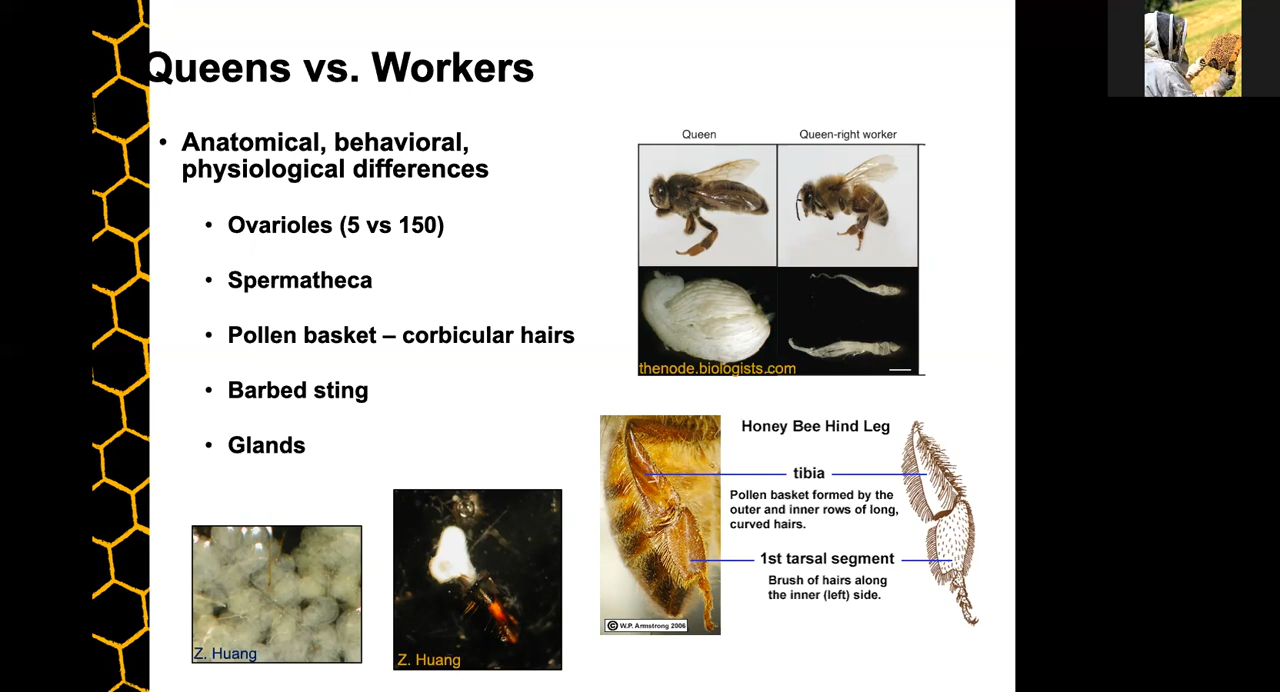 Queens vs. Workers
• Anatomical, behavioral,
physiological differences
• Ovarioles (5 vs 150)
• Spermatheca
• Pollen basket – corbicular hairs
• Barbed sting
• Glands
Queen
Queen-right worker
thenode.biologists.com
Honey Bee Hind Leg
tibia
Pollen basket formed by the
outer and inner rows of long,
curved hairs.
1st tarsal segment
Brush of hairs along
the inner (left) side.
© W.P. Armstrong 2006
Z. Huang
Z. Huang